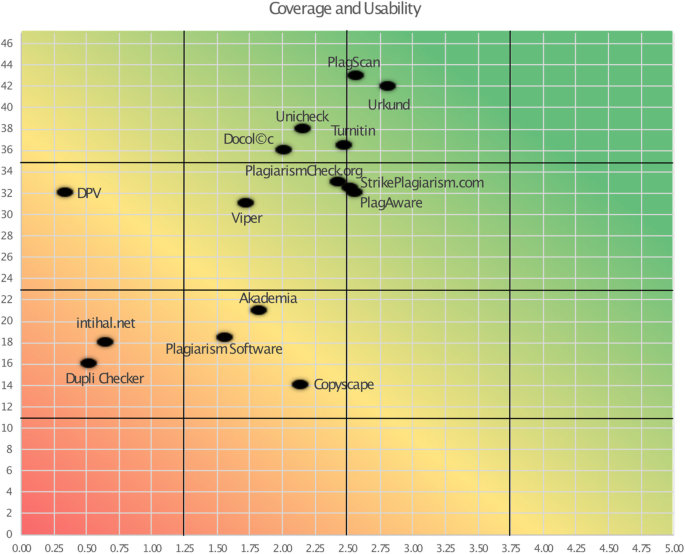 Coverage and Usability
46
44
PlagScan
42
Urkund
40
Unicheck
38
Turnitin
Docol©c
36
34
PlagiarismCheck.org
StrikePlagiarism.com
32
DPV
PlagAware
30
Viper
28
26
24
22
Akademia
20
intihal.net
18
Plagiarism Software
16
Dupli Checker
14
Copyscape
12
10
8
6
4
2
0
0.00 0.25 0.50 0.75 1.00 1.25 1.50 1.75 2.00 2.25 2.50 2.75 3.00 3.25 3.50 3.75 4.00 4.25 4.50 4.75 5.00